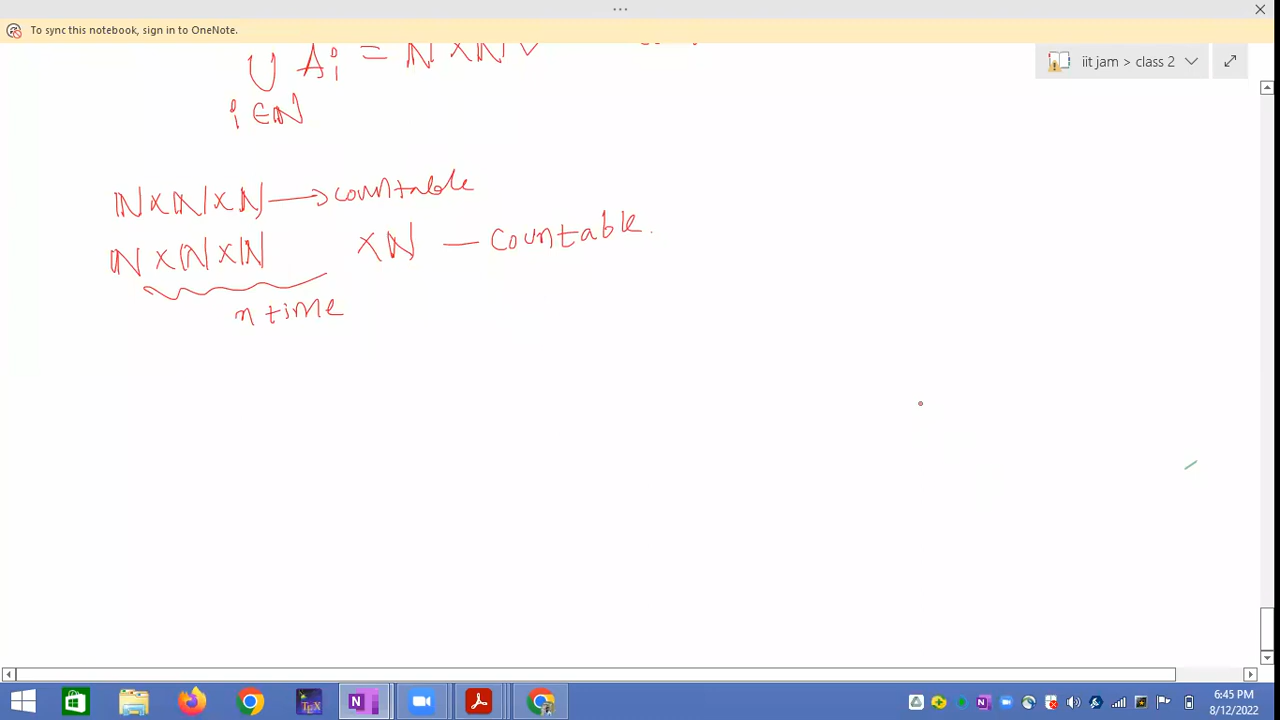 To sync this notebook, sign in to OneNote.
iit jam > class 2
⋃ Ai = N×N
i∈N
N×N×N → countable
N×N×N ×N — countable.
n time
6:45 PM
8/12/2022